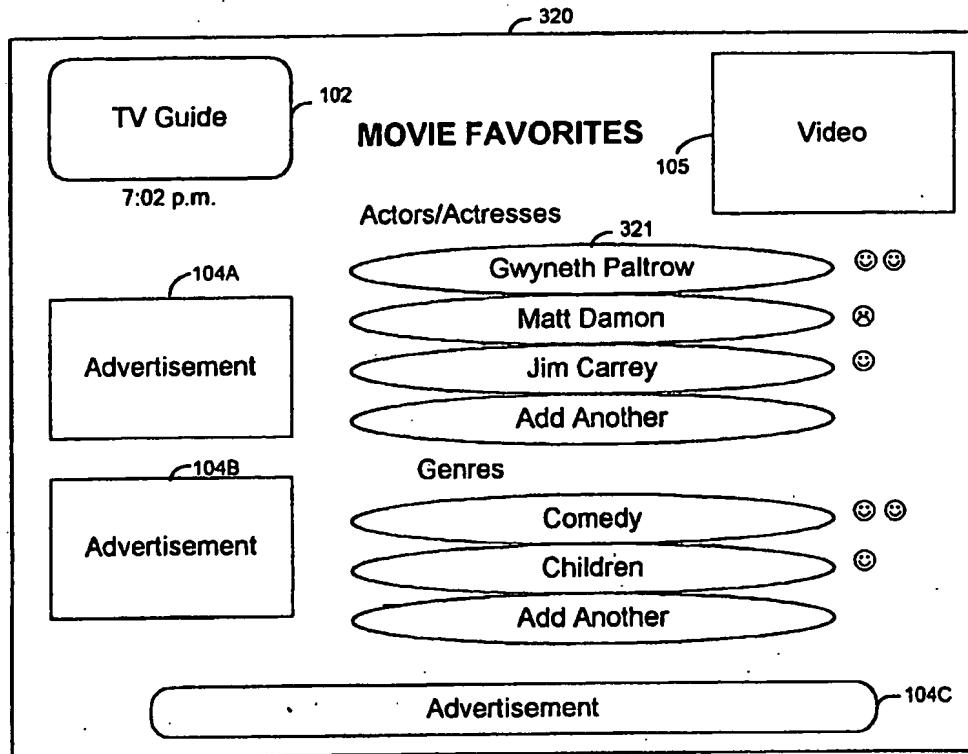 320
TV Guide
102
MOVIE FAVORITES
Video
105
7:02 p.m.
Actors/Actresses
321
Gwyneth Paltrow
104A
Matt Damon
Advertisement
Jim Carrey
Add Another
104B
Genres
Comedy
Advertisement
Children
Add Another
Advertisement
104C